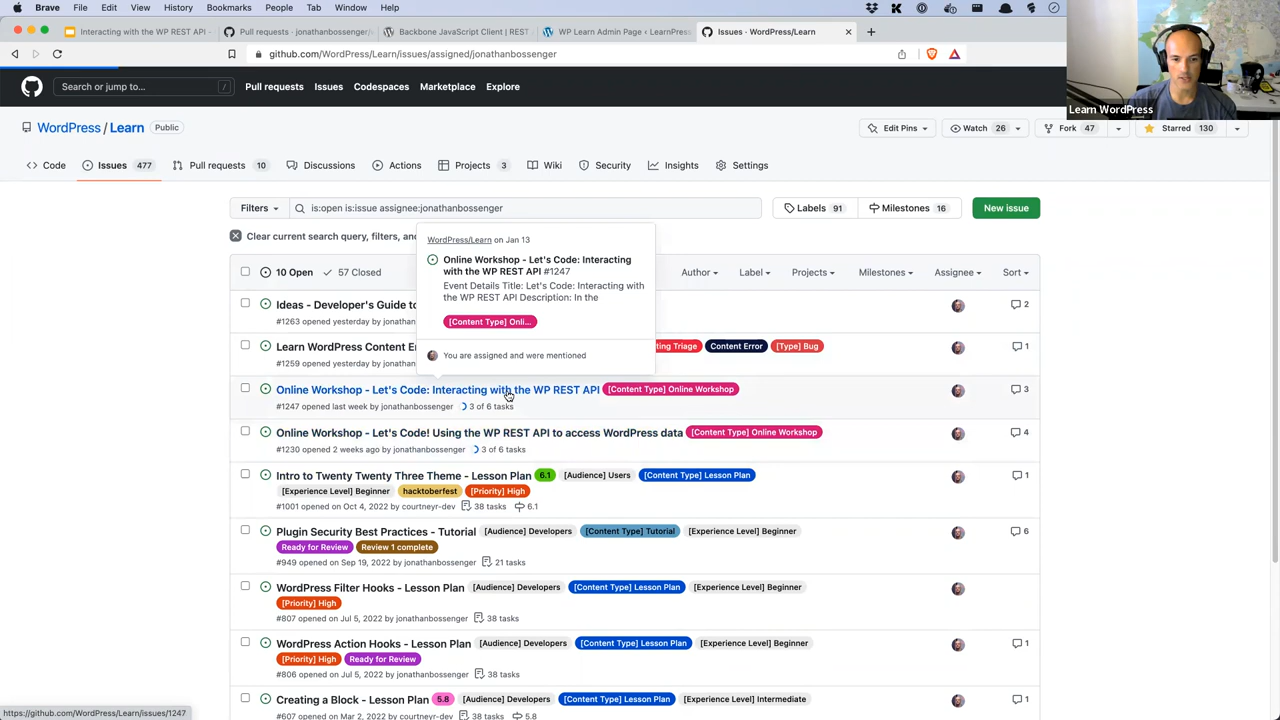 Brave File Edit View History Bookmarks People Tab Window Help
Interacting with the WP REST API -
Pull requests · jonathanbossenger/
Backbone JavaScript Client | REST
WP Learn Admin Page ‹ LearnPress
Issues · WordPress/Learn
github.com/WordPress/Learn/issues/assigned/jonathanbossenger
Learn WordPress
Search or jump to... /
Pull requests Issues Codespaces Marketplace Explore
WordPress / Learn Public
Edit Pins Watch 26 Fork 47 Starred 130
Code Issues 477 Pull requests 10 Discussions Actions Projects 3 Wiki Security Insights Settings
Filters is:open is:issue assignee:jonathanbossenger Labels 91 Milestones 16 New issue
Clear current search query, filters, an
WordPress/Learn on Jan 13
Online Workshop - Let's Code: Interacting
with the WP REST API #1247
Event Details Title: Let's Code: Interacting with
the WP REST API Description: In the
[Content Type] Onli...
You are assigned and were mentioned
10 Open 57 Closed Author Label Projects Milestones Assignee Sort
Ideas - Developer's Guide to 2
#1263 opened yesterday by jonathan
Learn WordPress Content E ting Triage Content Error [Type] Bug 1
#1259 opened yesterday by jonathan
Online Workshop - Let's Code: Interacting with the WP REST API [Content Type] Online Workshop 3
#1247 opened last week by jonathanbossenger 3 of 6 tasks
Online Workshop - Let's Code! Using the WP REST API to access WordPress data [Content Type] Online Workshop 4
#1230 opened 2 weeks ago by jonathanbossenger 3 of 6 tasks
Intro to Twenty Twenty Three Theme - Lesson Plan 6.1 [Audience] Users [Content Type] Lesson Plan 1
[Experience Level] Beginner hacktoberfest [Priority] High
#1001 opened on Oct 4, 2022 by courtneyr-dev 38 tasks 6.1
Plugin Security Best Practices - Tutorial [Audience] Developers [Content Type] Tutorial [Experience Level] Beginner 6
Ready for Review Review 1 complete
#949 opened on Sep 19, 2022 by jonathanbossenger 21 tasks
WordPress Filter Hooks - Lesson Plan [Audience] Developers [Content Type] Lesson Plan [Experience Level] Beginner
[Priority] High
#807 opened on Jul 5, 2022 by jonathanbossenger 38 tasks
WordPress Action Hooks - Lesson Plan [Audience] Developers [Content Type] Lesson Plan [Experience Level] Beginner 1
[Priority] High Ready for Review
#806 opened on Jul 5, 2022 by jonathanbossenger 38 tasks
Creating a Block - Lesson Plan 5.8 [Audience] Developers [Content Type] Lesson Plan [Experience Level] Intermediate 1
#607 opened on Mar 2, 2022 by courtneyr-dev 38 tasks 5.8
https://github.com/WordPress/Learn/issues/1247